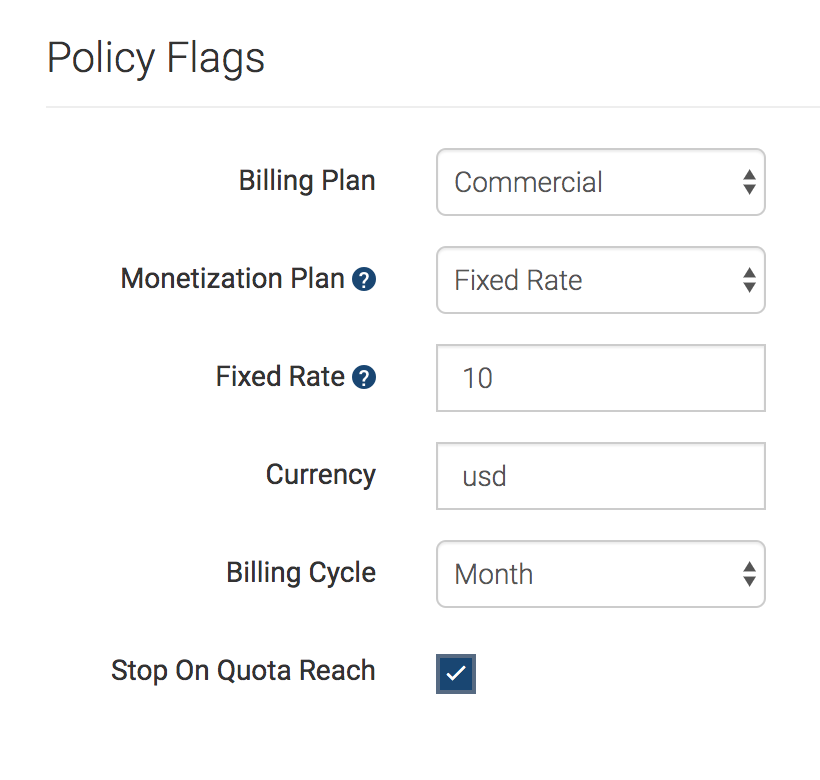 Policy Flags
Billing Plan Commercial
Monetization Plan ? Fixed Rate
Fixed Rate ? 10
Currency usd
Billing Cycle Month
Stop On Quota Reach